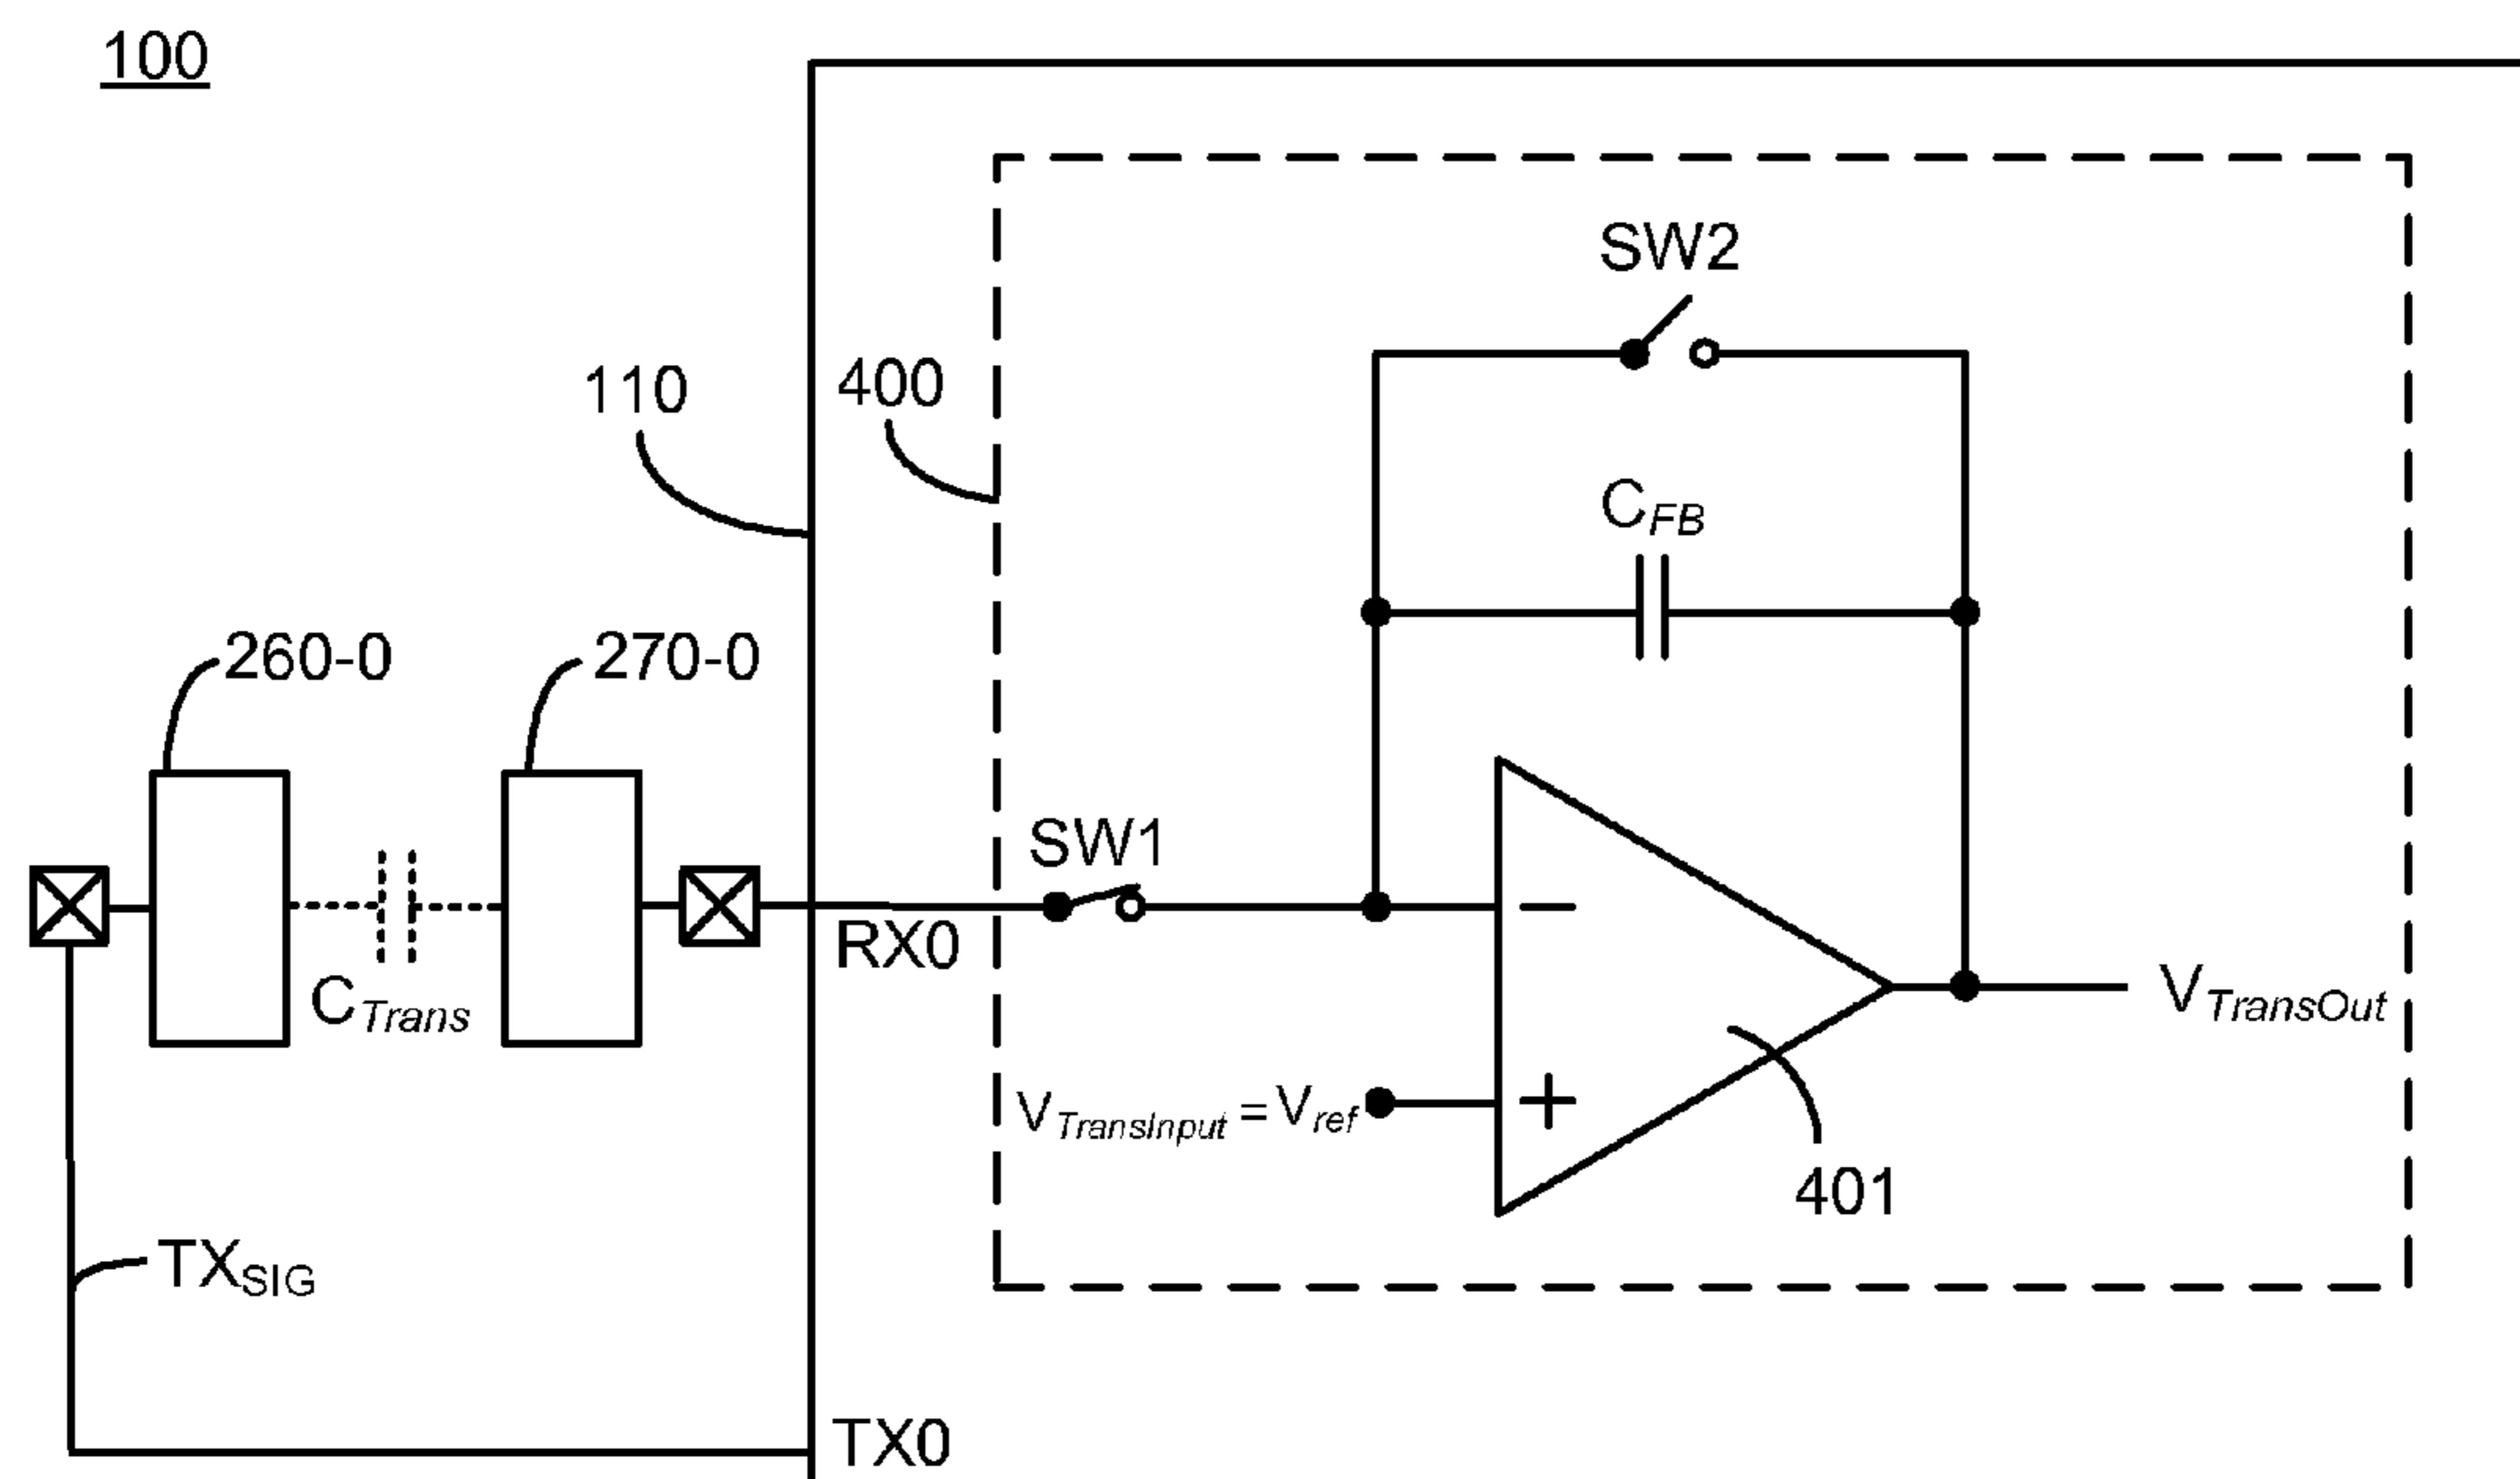 100
SW2
110
400
C_FB
260-0
270-0
SW1
RX0
C_Trans
V_TransOut
V_TransInput = V_ref
−
+
401
TX_SIG
TX0